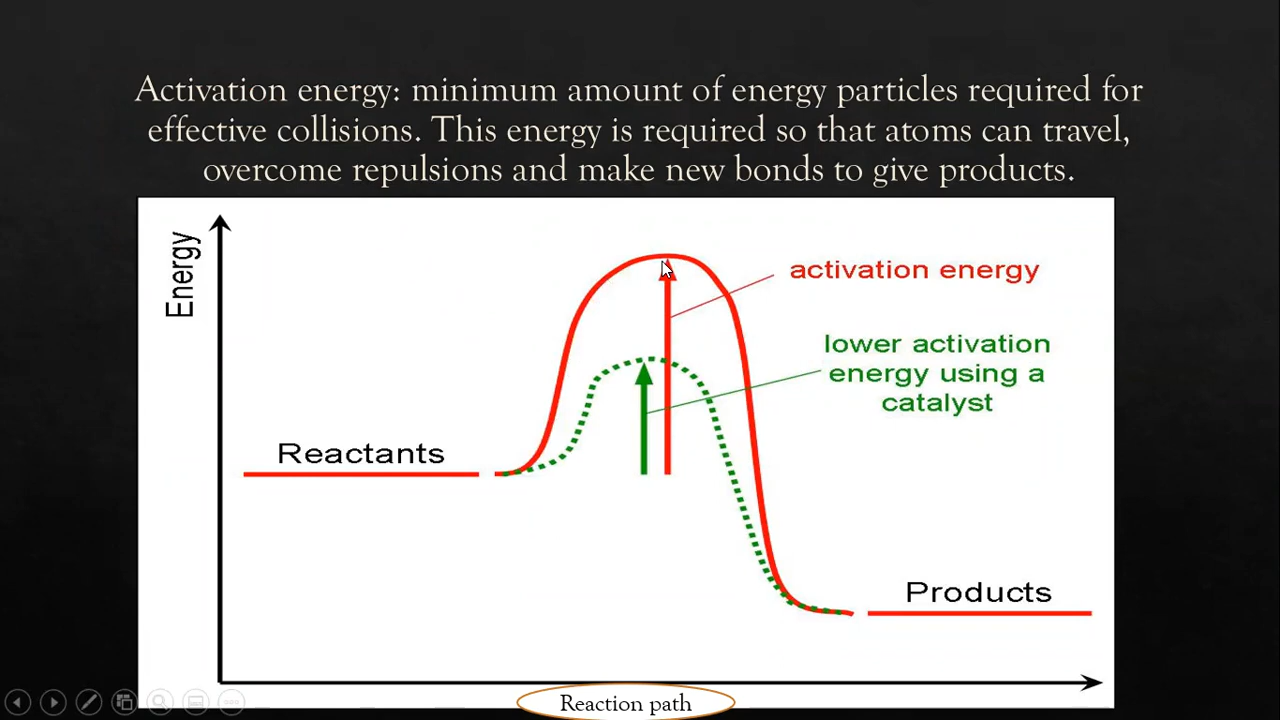 Activation energy: minimum amount of energy particles required for
effective collisions. This energy is required so that atoms can travel,
overcome repulsions and make new bonds to give products.
Energy
activation energy
lower activation
energy using a
catalyst
Reactants
Products
Reaction path